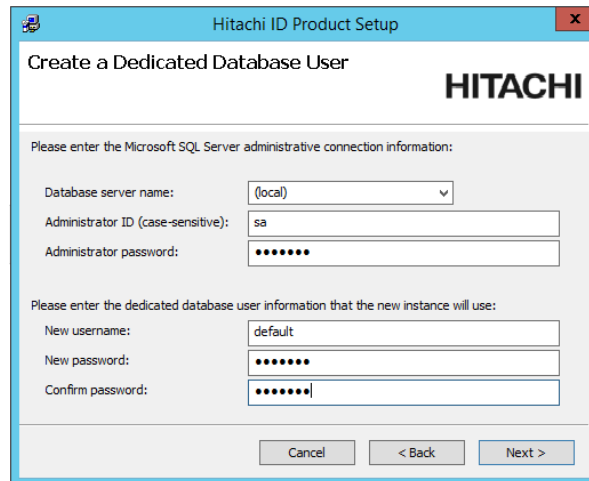 Hitachi ID Product Setup
x
Create a Dedicated Database User
HITACHI
Please enter the Microsoft SQL Server administrative connection information:
Database server name: (local)
Administrator ID (case-sensitive): sa
Administrator password: •••••••
Please enter the dedicated database user information that the new instance will use:
New username: default
New password: •••••••
Confirm password: •••••••
Cancel < Back Next >